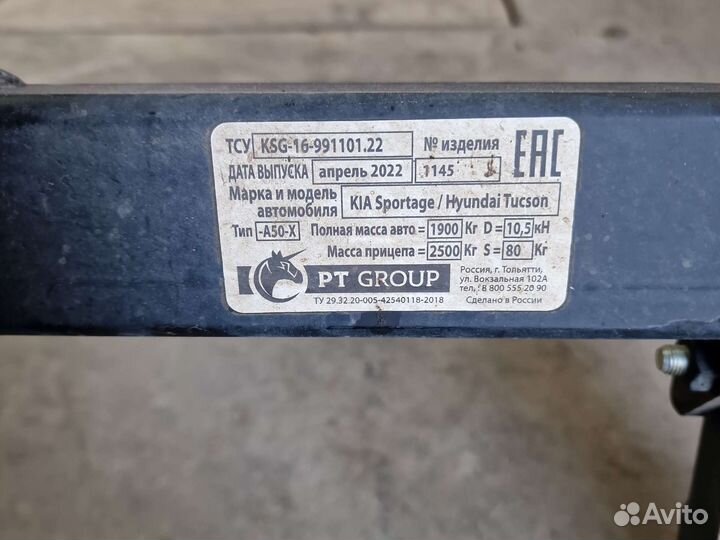 ТСУ KSG-16-991101.22 № изделия EAC
ДАТА ВЫПУСКА апрель 2022 1145
Марка и модель автомобиля KIA Sportage / Hyundai Tucson
Тип -A50-X Полная масса авто= 1900 Кг D = 10,5 кН
Масса прицепа = 2500 Кг S = 80 Кг
PT GROUP
Россия, г. Тольятти,
ул. Вокзальная 102А
тел., 8 800 555 20 90
ТУ 29.32.20-005-42540118-2018 Сделано в России
Avito